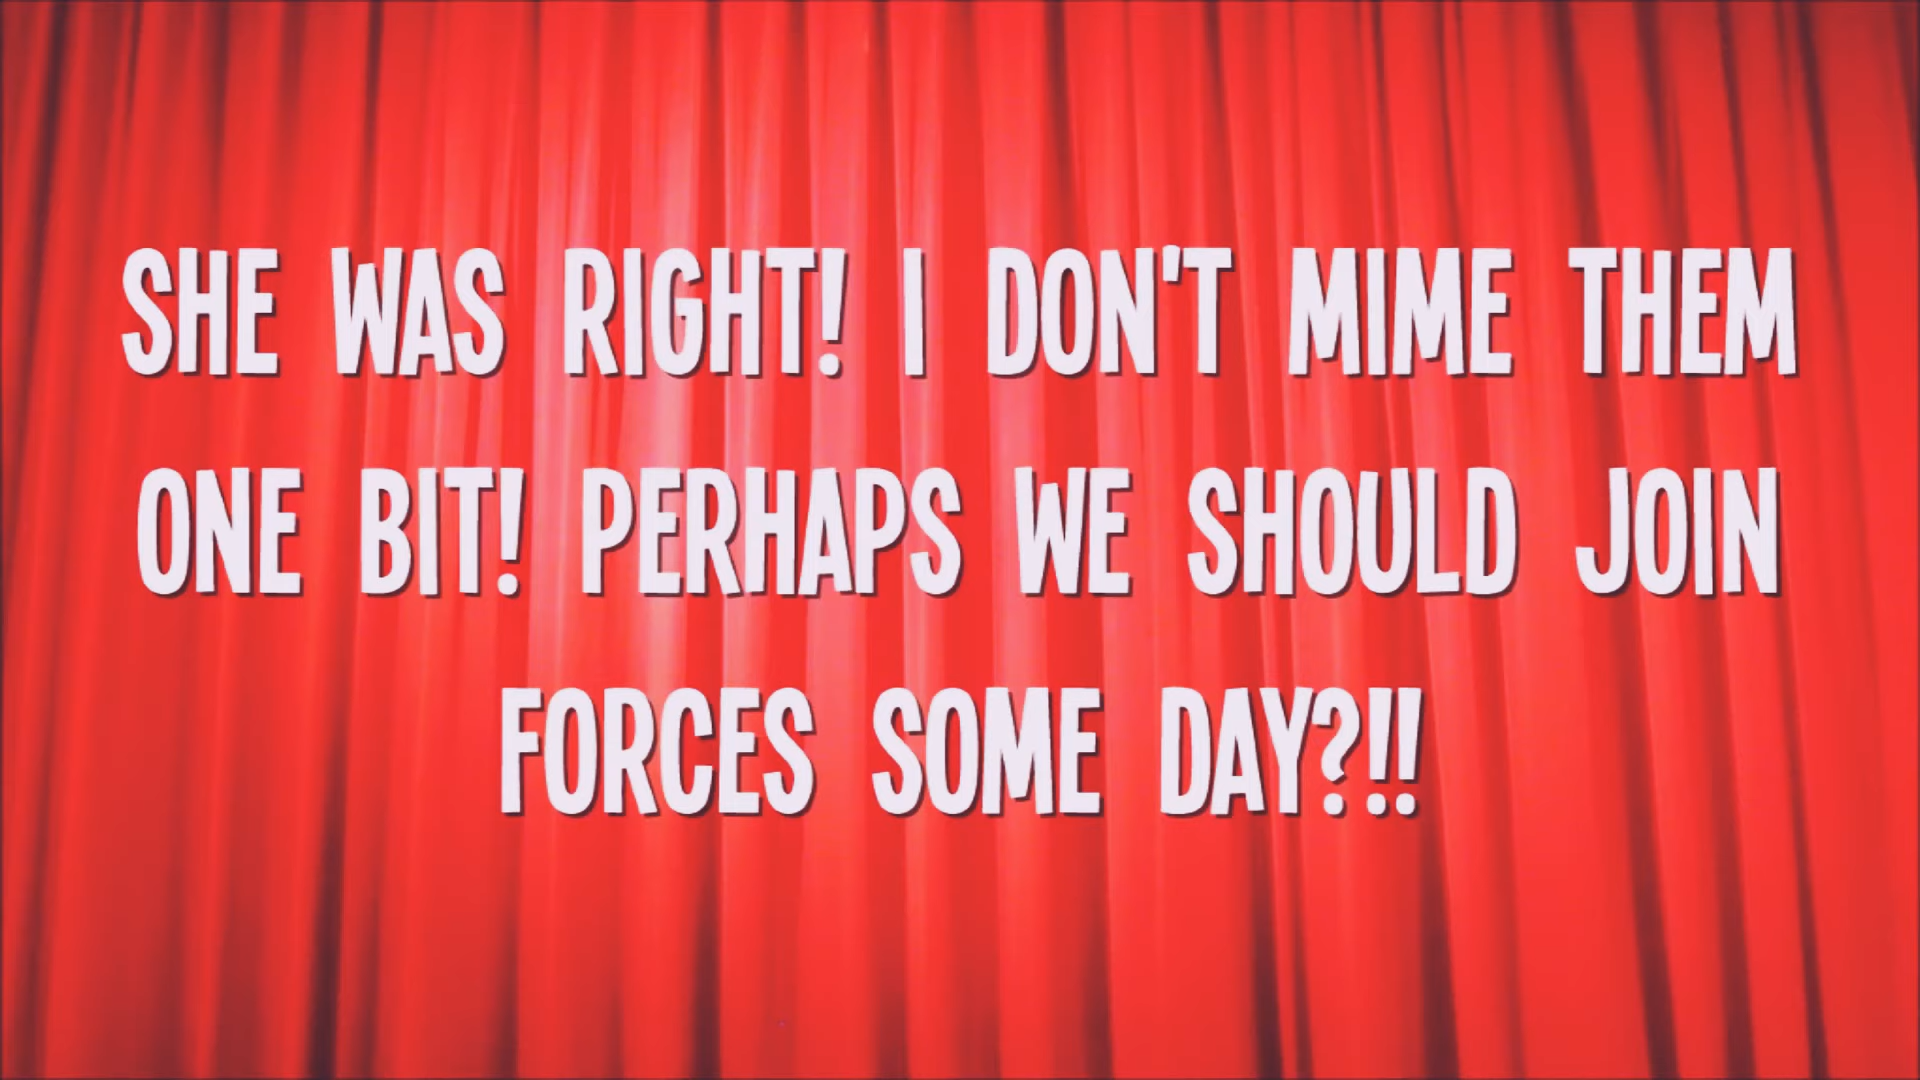 SHE WAS RIGHT! I DON'T MIME THEM
ONE BIT! PERHAPS WE SHOULD JOIN
FORCES SOME DAY?!!